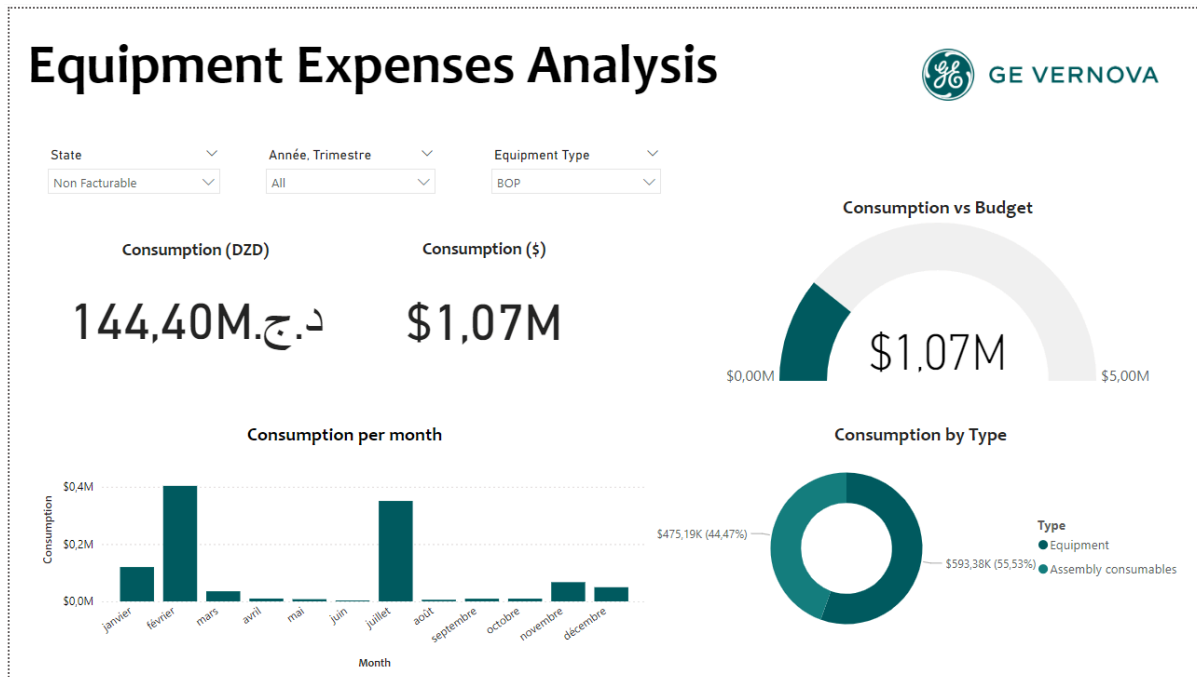 Equipment Expenses Analysis
GE VERNOVA
State
Année, Trimestre
Equipment Type
Non Facturable
All
BOP
Consumption (DZD)
Consumption ($)
144,40M.د.ج
$1,07M
Consumption vs Budget
$1,07M
$0,00M
$5,00M
Consumption per month
Consumption
$0,4M
$0,2M
$0,0M
janvier
février
mars
avril
mai
juin
juillet
août
septembre
octobre
novembre
décembre
Month
Consumption by Type
$475,19K (44,47%)
$593,38K (55,53%)
Type
Equipment
Assembly consumables